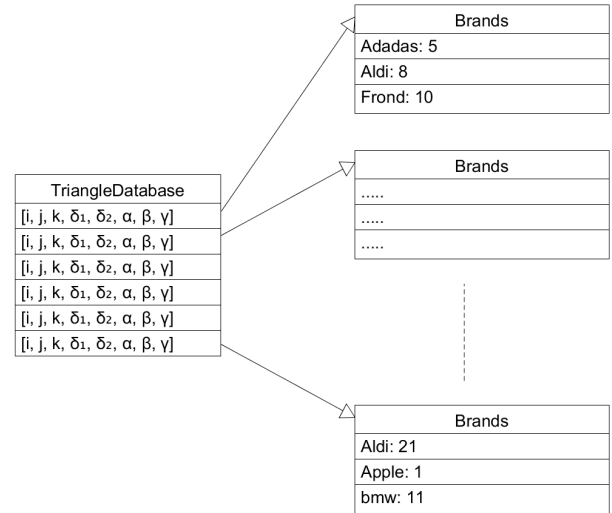 Brands
Adadas: 5
Aldi: 8
Frond: 10
TriangleDatabase
[i, j, k, δ₁, δ₂, α, β, γ]
[i, j, k, δ₁, δ₂, α, β, γ]
[i, j, k, δ₁, δ₂, α, β, γ]
[i, j, k, δ₁, δ₂, α, β, γ]
[i, j, k, δ₁, δ₂, α, β, γ]
[i, j, k, δ₁, δ₂, α, β, γ]
Brands
.....
.....
.....
Brands
Aldi: 21
Apple: 1
bmw: 11